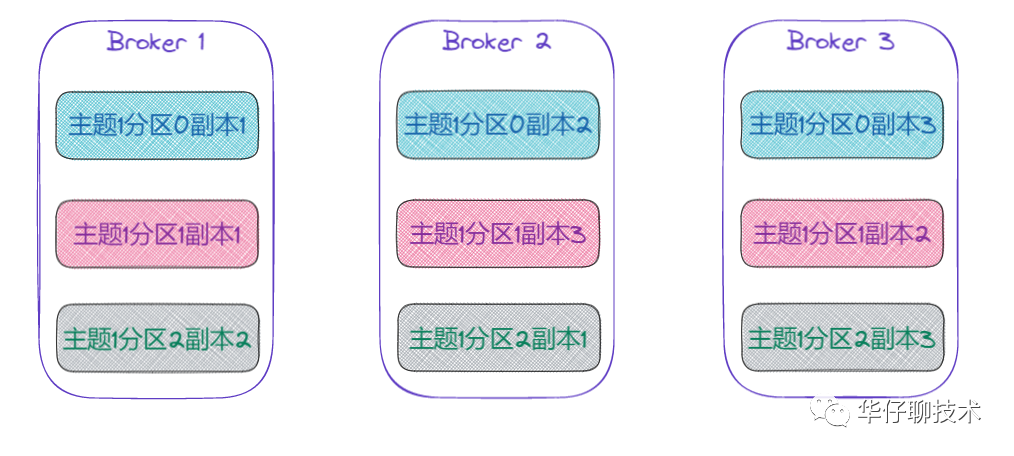 Broker 1
Broker 2
Broker 3
主题1分区0副本1
主题1分区0副本2
主题1分区0副本3
主题1分区1副本1
主题1分区1副本3
主题1分区1副本2
主题1分区2副本2
主题1分区2副本1
主题1分区2副本3
华仔聊技术